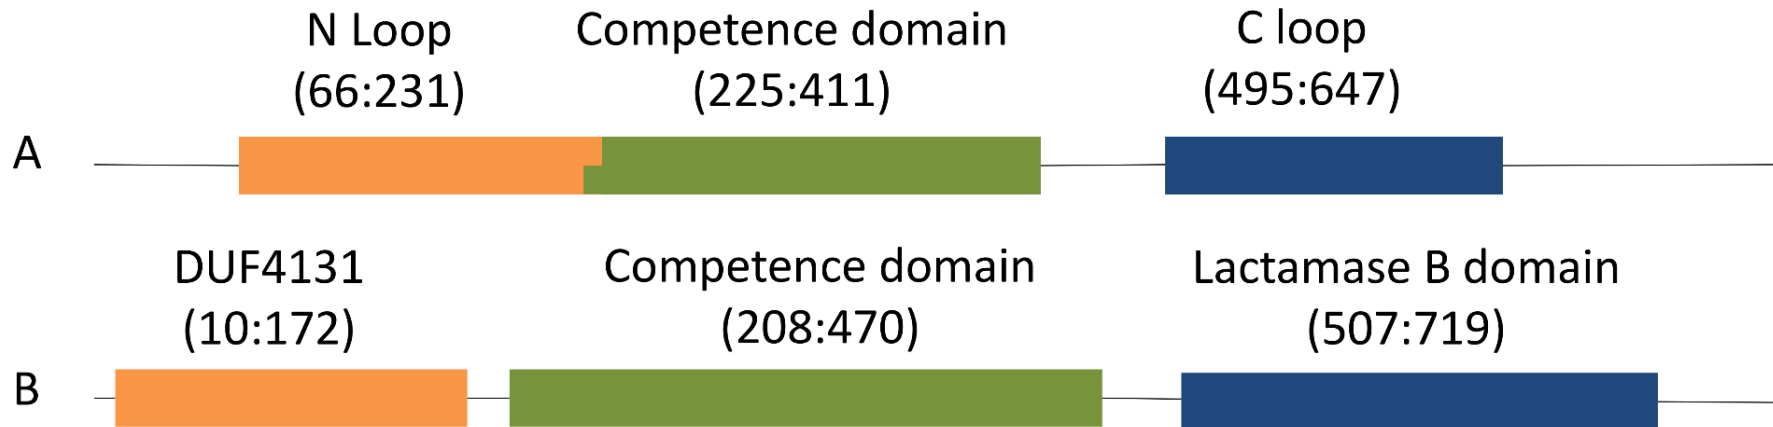 N Loop
(66:231)
Competence domain
(225:411)
C loop
(495:647)
A
DUF4131
(10:172)
Competence domain
(208:470)
Lactamase B domain
(507:719)
B